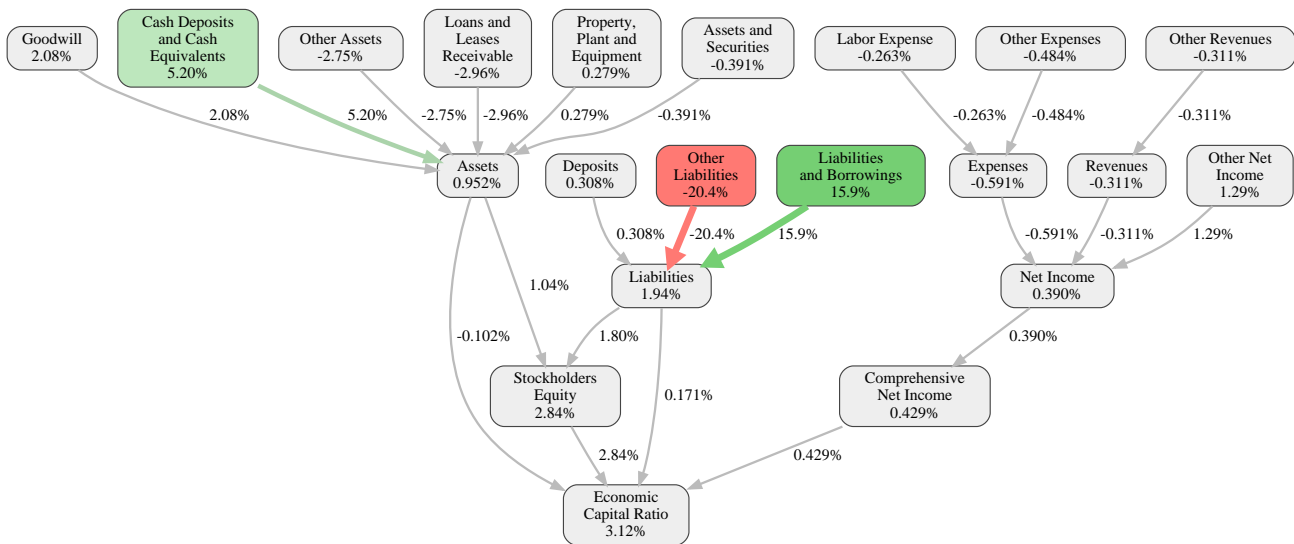 Goodwill
2.08%
Cash Deposits
and Cash
Equivalents
5.20%
Other Assets
-2.75%
Loans and
Leases
Receivable
-2.96%
Property,
Plant and
Equipment
0.279%
Assets and
Securities
-0.391%
Labor Expense
-0.263%
Other Expenses
-0.484%
Other Revenues
-0.311%
2.08%
5.20%
-2.75%
-2.96%
0.279%
-0.391%
-0.263%
-0.484%
-0.311%
Assets
0.952%
Deposits
0.308%
Other
Liabilities
-20.4%
Liabilities
and Borrowings
15.9%
Expenses
-0.591%
Revenues
-0.311%
Other Net
Income
1.29%
0.308%
-20.4%
15.9%
-0.591%
-0.311%
1.29%
Liabilities
1.94%
Net Income
0.390%
1.04%
-0.102%
1.80%
0.390%
Stockholders
Equity
2.84%
0.171%
Comprehensive
Net Income
0.429%
2.84%
0.429%
Economic
Capital Ratio
3.12%